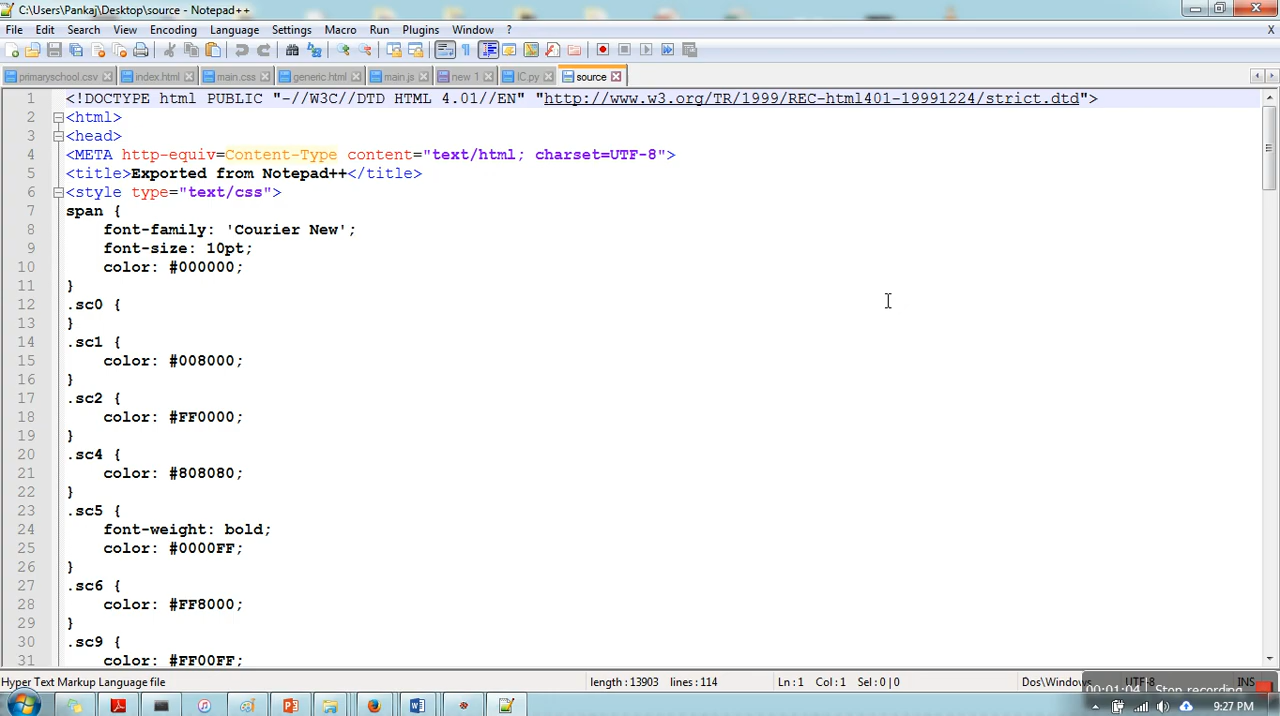 C:\Users\Pankaj\Desktop\source - Notepad++
File Edit Search View Encoding Language Settings Macro Run Plugins Window ? X
primaryschool.csv index.html main.css generic.html main.js new 1 IC.py source
1 <!DOCTYPE html PUBLIC "-//W3C//DTD HTML 4.01//EN" "http://www.w3.org/TR/1999/REC-html401-19991224/strict.dtd">
2 <html>
3 <head>
4 <META http-equiv=Content-Type content="text/html; charset=UTF-8">
5 <title>Exported from Notepad++</title>
6 <style type="text/css">
7 span {
8 font-family: 'Courier New';
9 font-size: 10pt;
10 color: #000000;
11 }
12 .sc0 {
13 }
14 .sc1 {
15 color: #008000;
16 }
17 .sc2 {
18 color: #FF0000;
19 }
20 .sc4 {
21 color: #808080;
22 }
23 .sc5 {
24 font-weight: bold;
25 color: #0000FF;
26 }
27 .sc6 {
28 color: #FF8000;
29 }
30 .sc9 {
31 color: #FF00FF;
Hyper Text Markup Language file length : 13903 lines : 114 Ln : 1 Col : 1 Sel : 0 | 0 Dos\Windows UTF-8 INS
00:01:04 Stop recording
9:27 PM